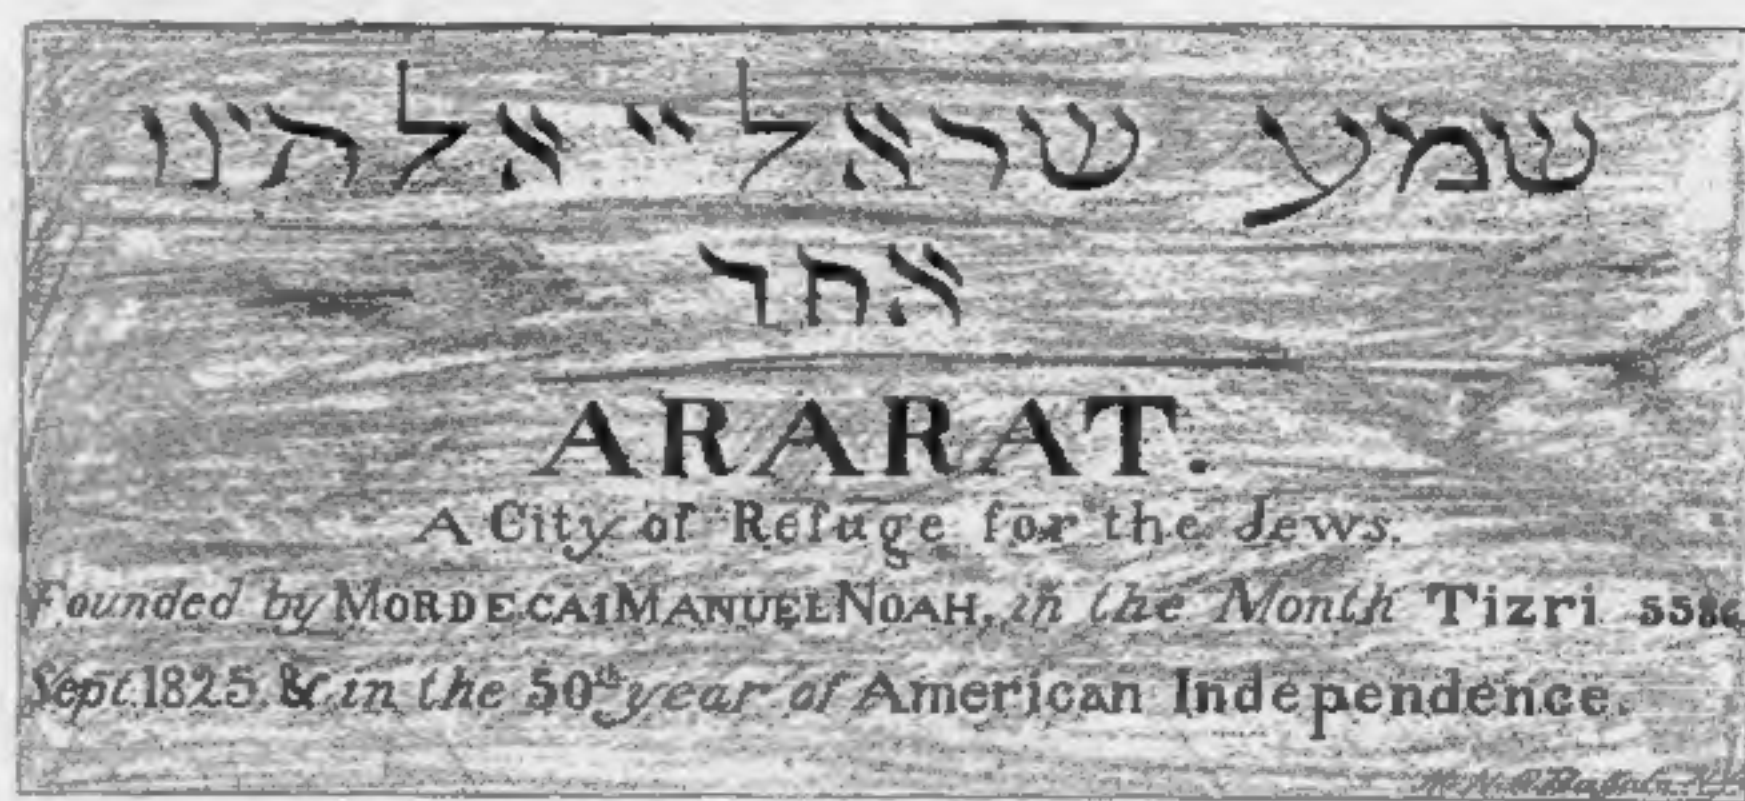 שמע שראל יי אלהינו
אחד
ARARAT.
A City of Refuge for the Jews.
Founded by MORDECAI MANUEL NOAH, in the Month Tizri 5586
Sept. 1825. & in the 50th year of American Independence.